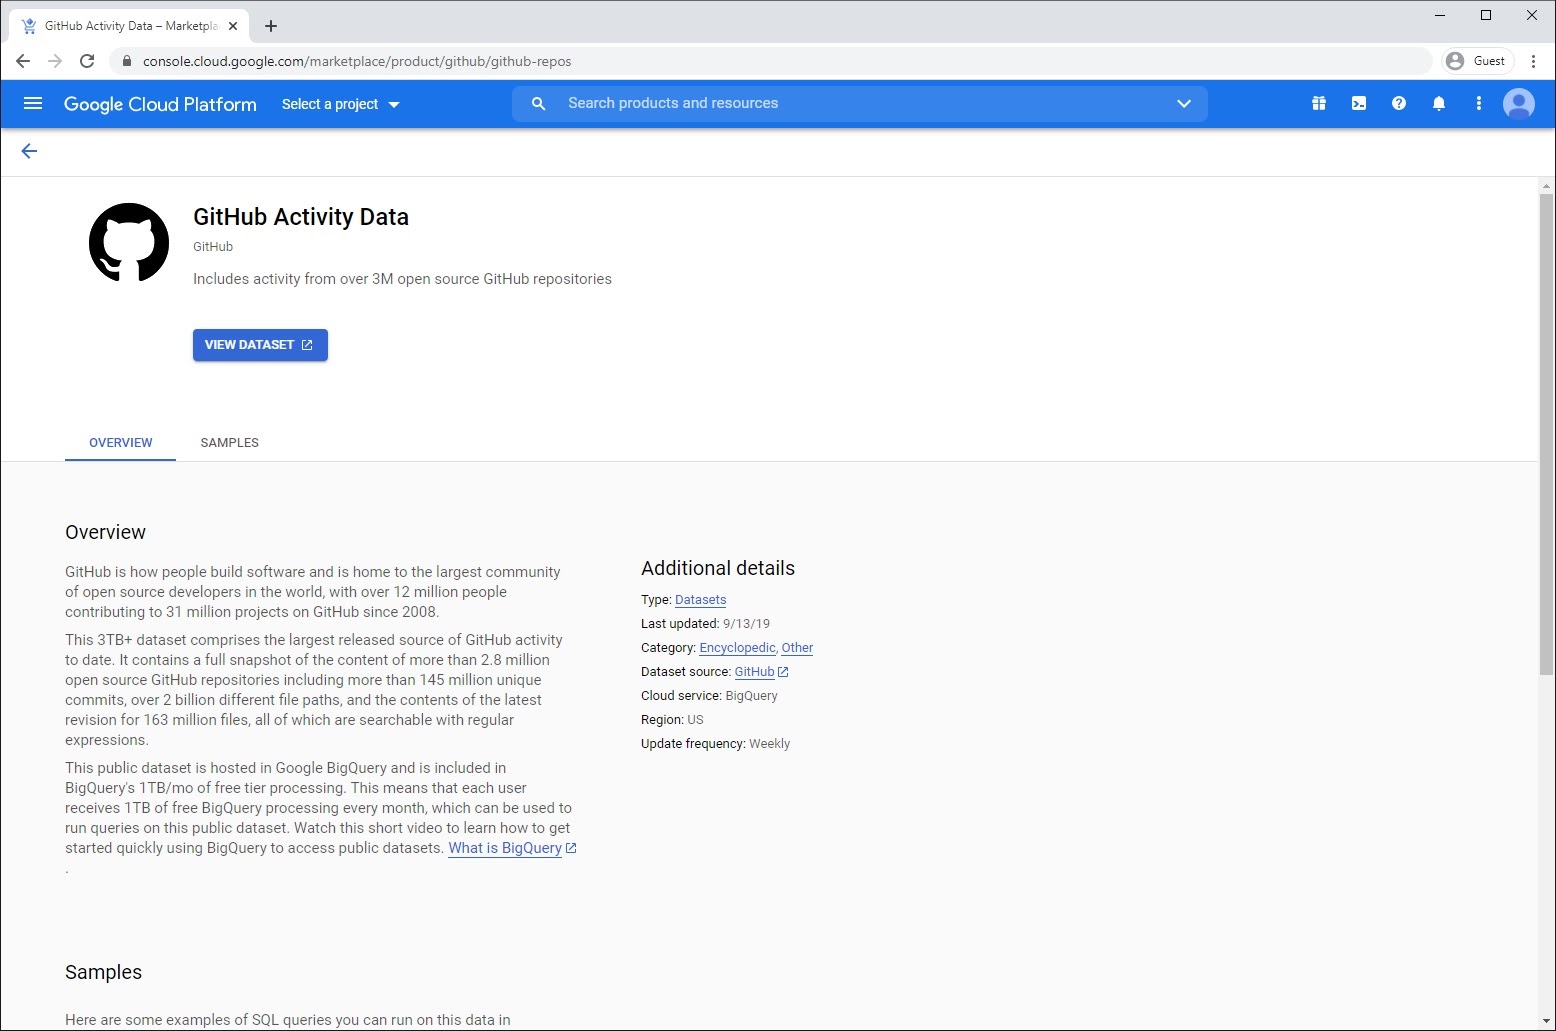 GitHub Activity Data – Marketpla
console.cloud.google.com/marketplace/product/github/github-repos
Guest
Google Cloud Platform
Select a project
Search products and resources
GitHub Activity Data
GitHub
Includes activity from over 3M open source GitHub repositories
VIEW DATASET
OVERVIEW
SAMPLES
Overview
GitHub is how people build software and is home to the largest community
of open source developers in the world, with over 12 million people
contributing to 31 million projects on GitHub since 2008.
This 3TB+ dataset comprises the largest released source of GitHub activity
to date. It contains a full snapshot of the content of more than 2.8 million
open source GitHub repositories including more than 145 million unique
commits, over 2 billion different file paths, and the contents of the latest
revision for 163 million files, all of which are searchable with regular
expressions.
This public dataset is hosted in Google BigQuery and is included in
BigQuery's 1TB/mo of free tier processing. This means that each user
receives 1TB of free BigQuery processing every month, which can be used to
run queries on this public dataset. Watch this short video to learn how to get
started quickly using BigQuery to access public datasets. What is BigQuery
.
Additional details
Type: Datasets
Last updated: 9/13/19
Category: Encyclopedic, Other
Dataset source: GitHub
Cloud service: BigQuery
Region: US
Update frequency: Weekly
Samples
Here are some examples of SQL queries you can run on this data in